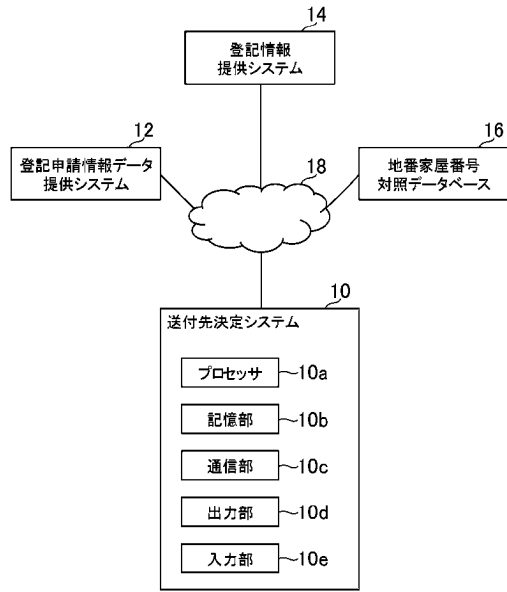 14
登記情報
提供システム
12
登記申請情報データ
提供システム
16
地番家屋番号
対照データベース
18
10
送付先決定システム
プロセッサ 10a
記憶部 10b
通信部 10c
出力部 10d
入力部 10e